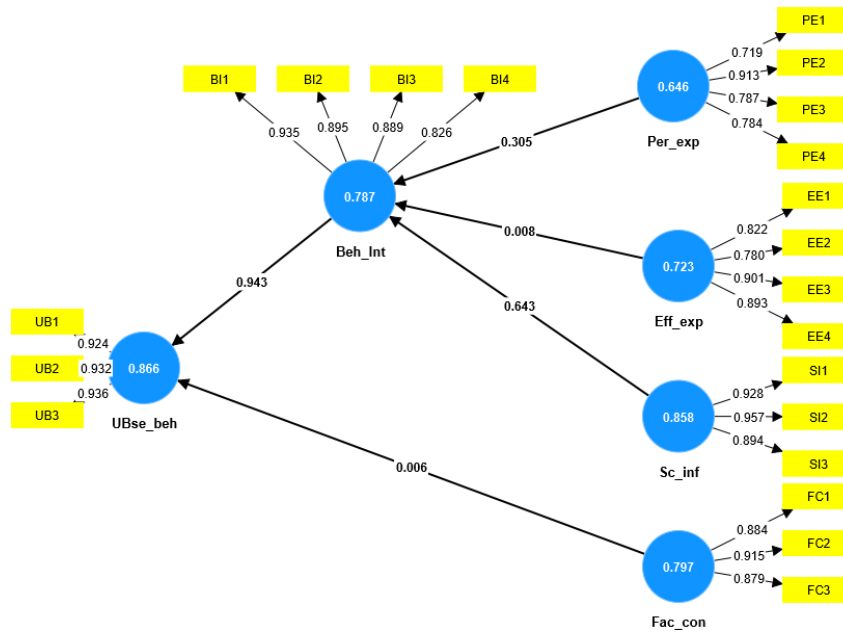 PE1
0.719
PE2
0.913
0.646
0.787
PE3
0.784
Per_exp
PE4
BI1
BI2
BI3
BI4
0.935
0.895
0.889
0.826
0.305
0.787
Beh_Int
EE1
0.822
EE2
0.780
0.008
0.723
0.901
EE3
0.893
Eff_exp
EE4
0.943
0.643
UB1
0.924
UB2
0.932
0.866
0.936
UB3
UBse_beh
SI1
0.928
0.858
0.957
SI2
0.894
Sc_inf
SI3
0.006
FC1
0.884
FC2
0.915
0.797
0.879
FC3
Fac_con